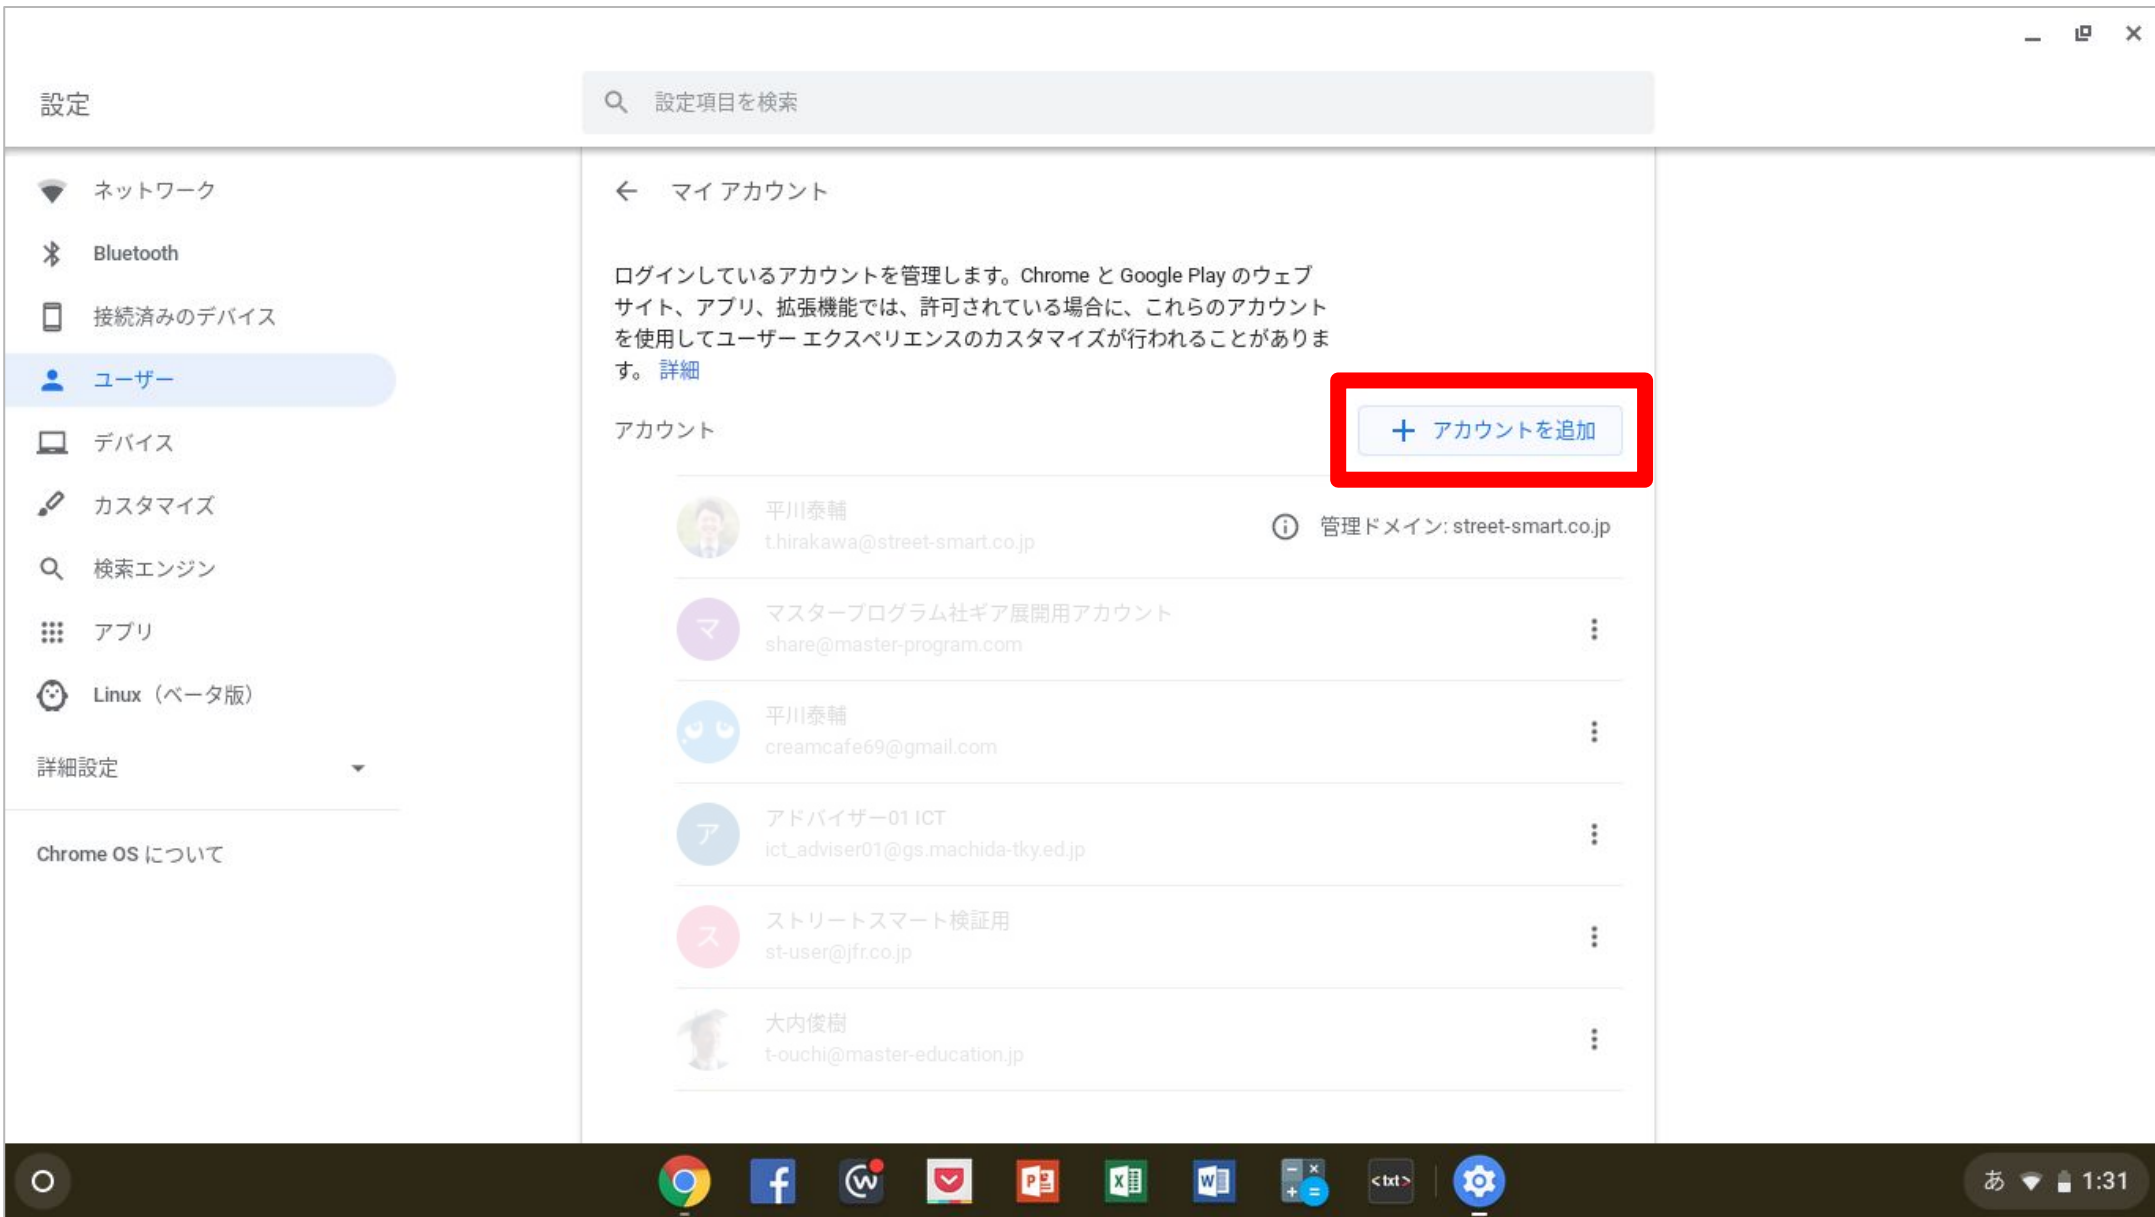 設定
設定項目を検索
ネットワーク
Bluetooth
接続済みのデバイス
ユーザー
デバイス
カスタマイズ
検索エンジン
アプリ
Linux（ベータ版）
詳細設定
Chrome OS について
マイ アカウント
ログインしているアカウントを管理します。Chrome と Google Play のウェブ
サイト、アプリ、拡張機能では、許可されている場合に、これらのアカウント
を使用してユーザー エクスペリエンスのカスタマイズが行われることがありま
す。 詳細
アカウント
アカウントを追加
平川泰輔
t.hirakawa@street-smart.co.jp
管理ドメイン: street-smart.co.jp
マ
マスタープログラム社ギア展開用アカウント
share@master-program.com
平川泰輔
creamcafe69@gmail.com
ア
アドバイザー01 ICT
ict_adviser01@gs.machida-tky.ed.jp
ス
ストリートスマート検証用
st-user@jfr.co.jp
大内俊樹
t-ouchi@master-education.jp
<txt>
あ 1:31